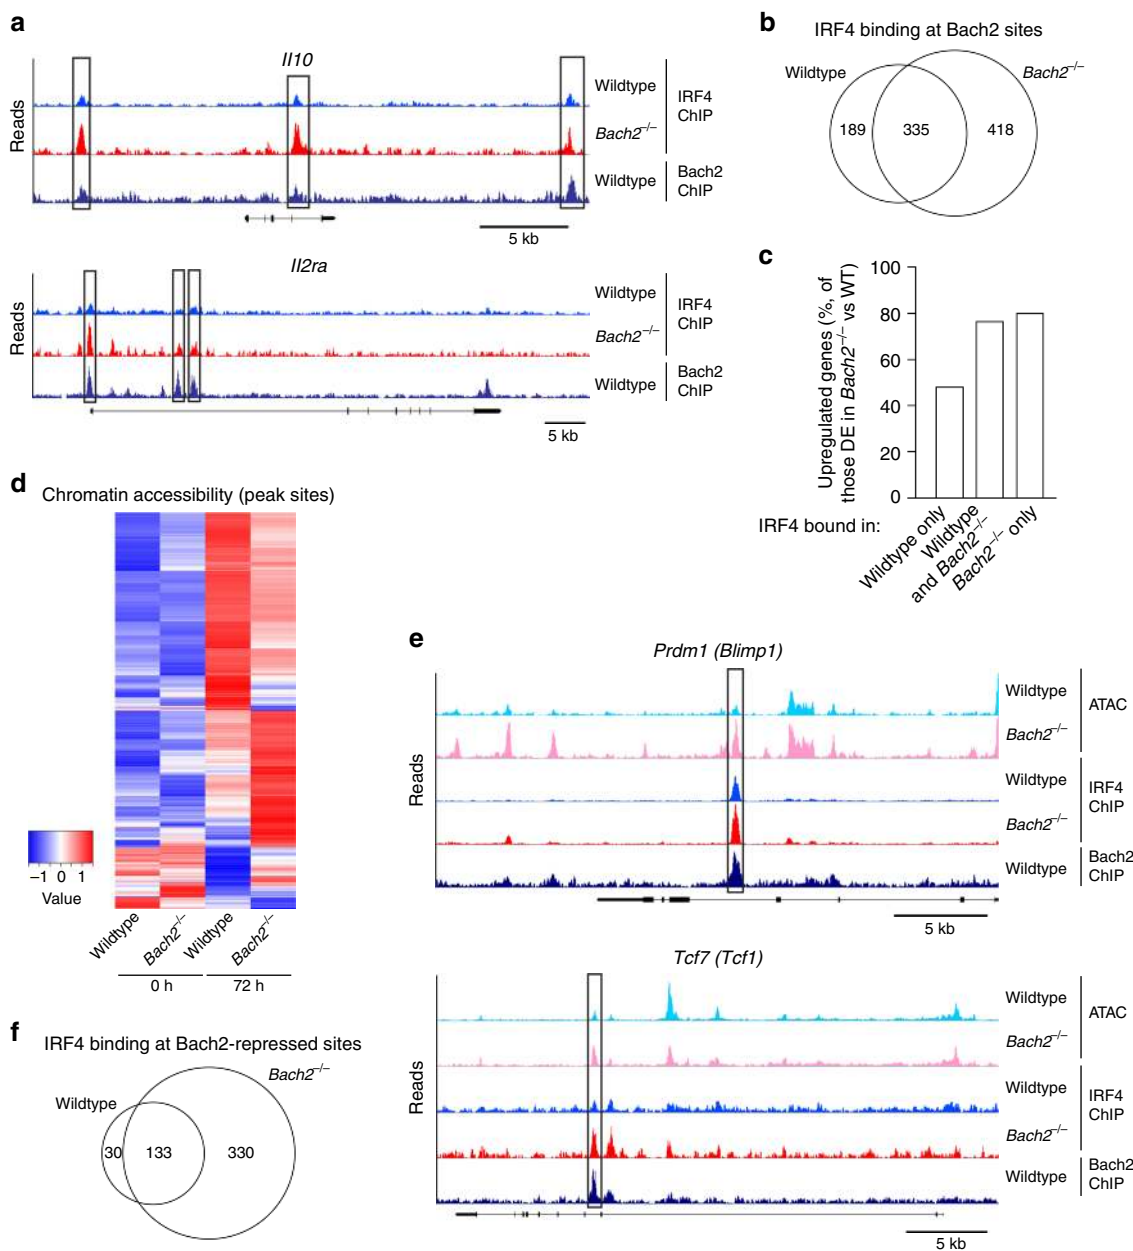 a
Il10
Reads
Wildtype
Bach2–/–
Wildtype
IRF4
ChIP
Bach2
ChIP
5 kb
Il2ra
Reads
Wildtype
Bach2–/–
Wildtype
IRF4
ChIP
Bach2
ChIP
5 kb
b
IRF4 binding at Bach2 sites
Wildtype
Bach2–/–
189
335
418
c
Upregulated genes (%, of
those DE in Bach2–/– vs WT)
100
80
60
40
20
0
IRF4 bound in:
Wildtype only
Wildtype
and Bach2–/–
Bach2–/– only
d
Chromatin accessibility (peak sites)
–1 0 1
Value
Wildtype
Bach2–/–
Wildtype
Bach2–/–
0 h
72 h
e
Prdm1 (Blimp1)
Reads
Wildtype
Bach2–/–
ATAC
Wildtype
Bach2–/–
IRF4
ChIP
Wildtype
Bach2
ChIP
5 kb
Tcf7 (Tcf1)
Reads
Wildtype
Bach2–/–
ATAC
Wildtype
Bach2–/–
IRF4
ChIP
Wildtype
Bach2
ChIP
5 kb
f
IRF4 binding at Bach2-repressed sites
Wildtype
Bach2–/–
30
133
330